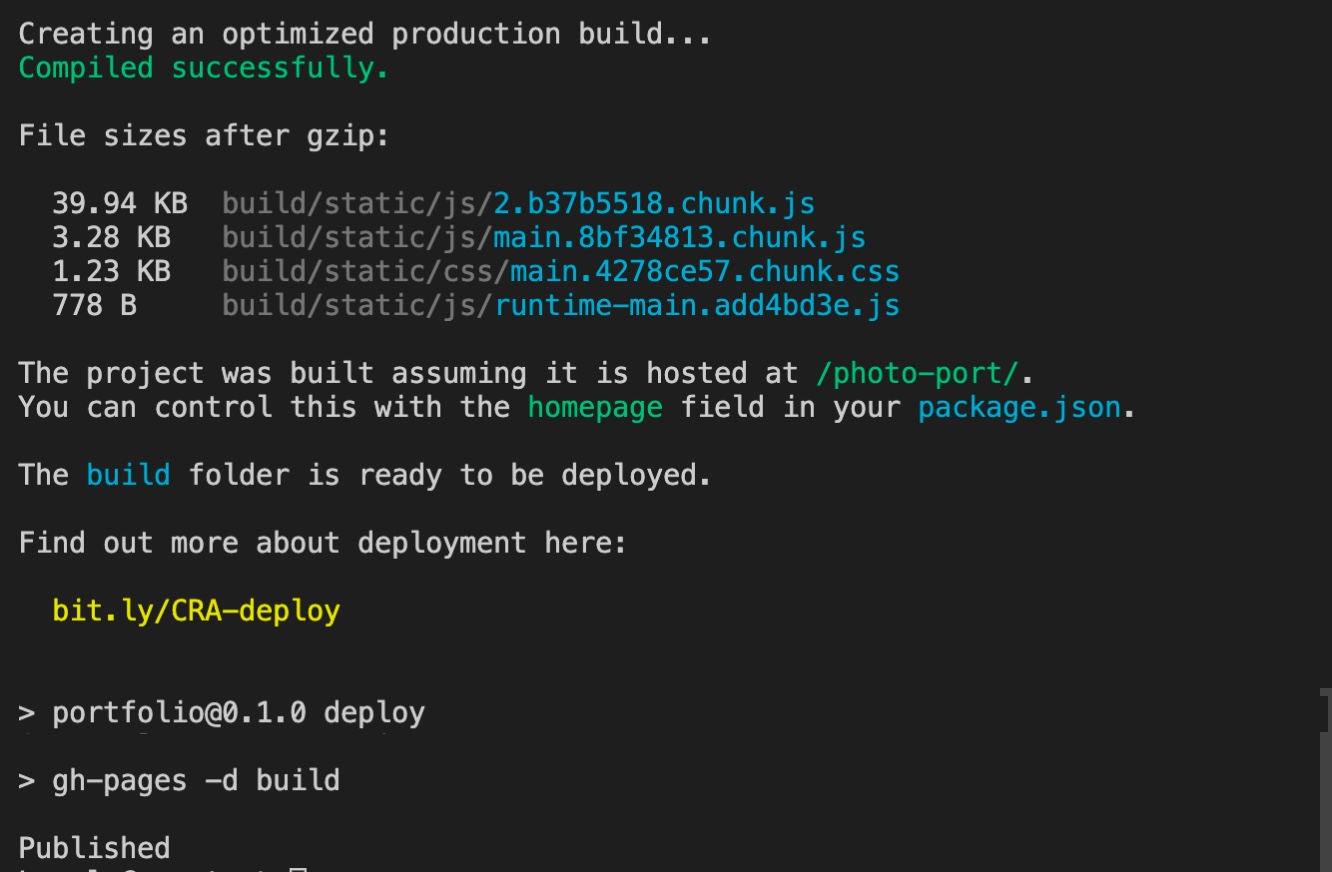 Creating an optimized production build...
Compiled successfully.
File sizes after gzip:
39.94 KB build/static/js/2.b37b5518.chunk.js
3.28 KB build/static/js/main.8bf34813.chunk.js
1.23 KB build/static/css/main.4278ce57.chunk.css
778 B build/static/js/runtime-main.add4bd3e.js
The project was built assuming it is hosted at /photo-port/.
You can control this with the homepage field in your package.json.
The build folder is ready to be deployed.
Find out more about deployment here:
bit.ly/CRA-deploy
> portfolio@0.1.0 deploy
> gh-pages -d build
Published